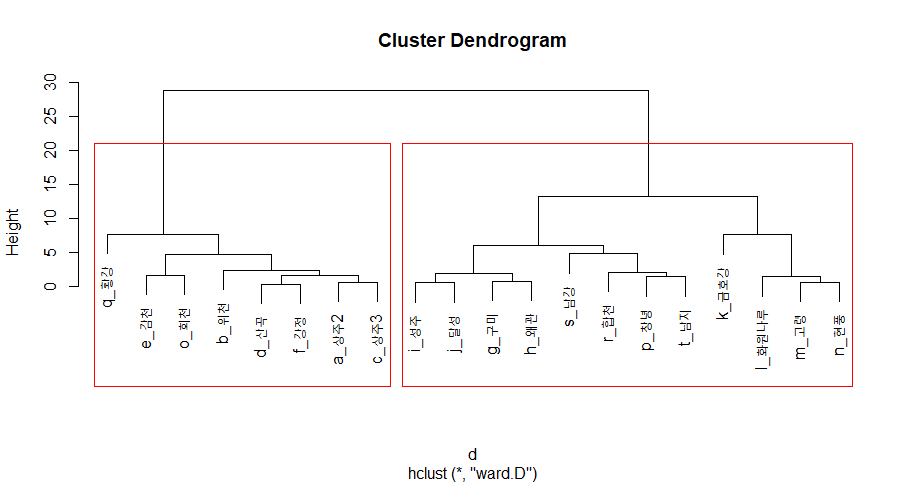 Cluster Dendrogram
Height
30
25
20
15
10
5
0
q_황강
e_감천
o_회천
b_위천
d_산곡
f_강정
a_상주2
c_상주3
i_성주
j_달성
g_구미
h_왜관
s_남강
r_합천
p_창녕
t_남지
k_금호강
l_화원나루
m_고령
n_현풍
d
hclust (*, "ward.D")